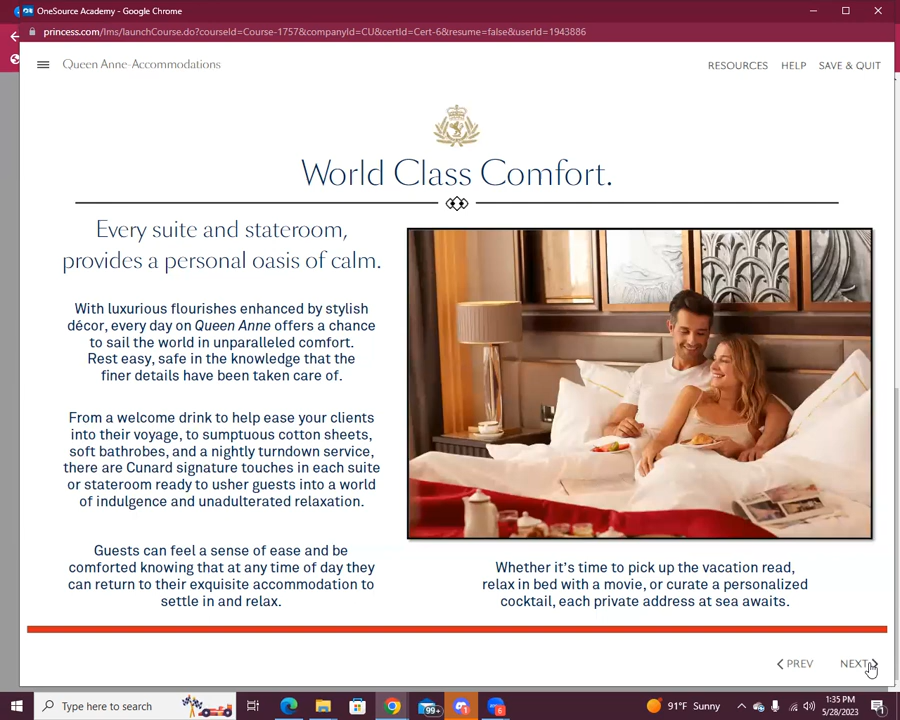 OneSource Academy - Google Chrome
princess.com/lms/launchCourse.do?courseId=Course-1757&companyId=CU&certId=Cert-6&resume=false&userId=1943886
Queen Anne-Accommodations
RESOURCES HELP SAVE & QUIT
World Class Comfort.
Every suite and stateroom,
provides a personal oasis of calm.
With luxurious flourishes enhanced by stylish
décor, every day on Queen Anne offers a chance
to sail the world in unparalleled comfort.
Rest easy, safe in the knowledge that the
finer details have been taken care of.
From a welcome drink to help ease your clients
into their voyage, to sumptuous cotton sheets,
soft bathrobes, and a nightly turndown service,
there are Cunard signature touches in each suite
or stateroom ready to usher guests into a world
of indulgence and unadulterated relaxation.
Guests can feel a sense of ease and be
comforted knowing that at any time of day they
can return to their exquisite accommodation to
settle in and relax.
Whether it's time to pick up the vacation read,
relax in bed with a movie, or curate a personalized
cocktail, each private address at sea awaits.
PREV NEXT
Type here to search
99+
91°F Sunny
1:35 PM
5/28/2023